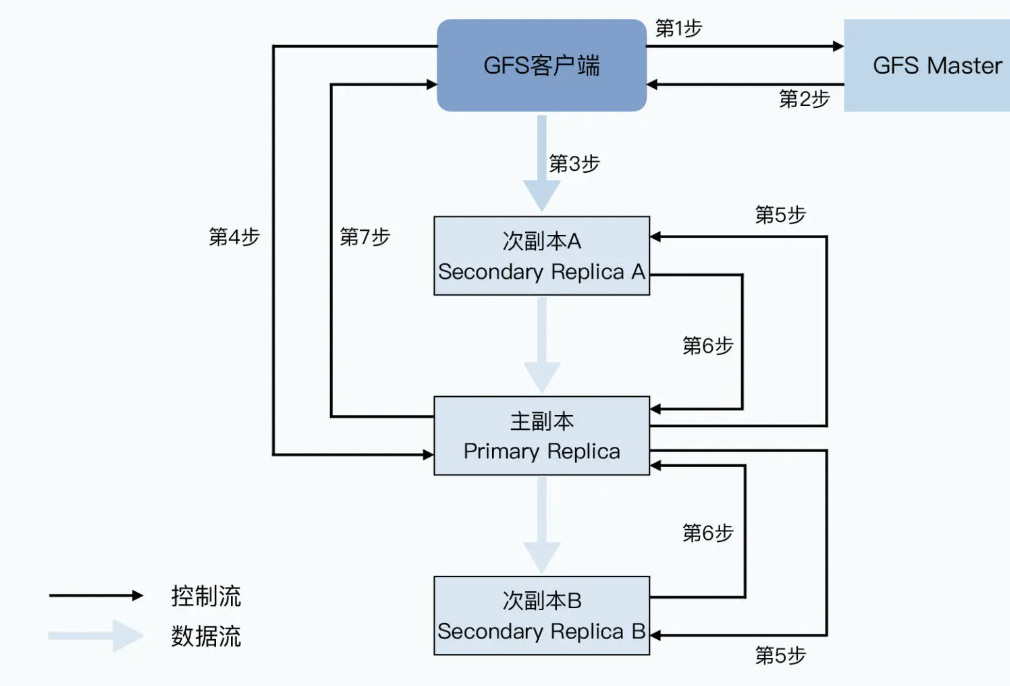 第1步
GFS客户端
GFS Master
第2步
第3步
第4步
第7步
第5步
次副本A
Secondary Replica A
第6步
主副本
Primary Replica
第6步
次副本B
Secondary Replica B
第5步
控制流
数据流